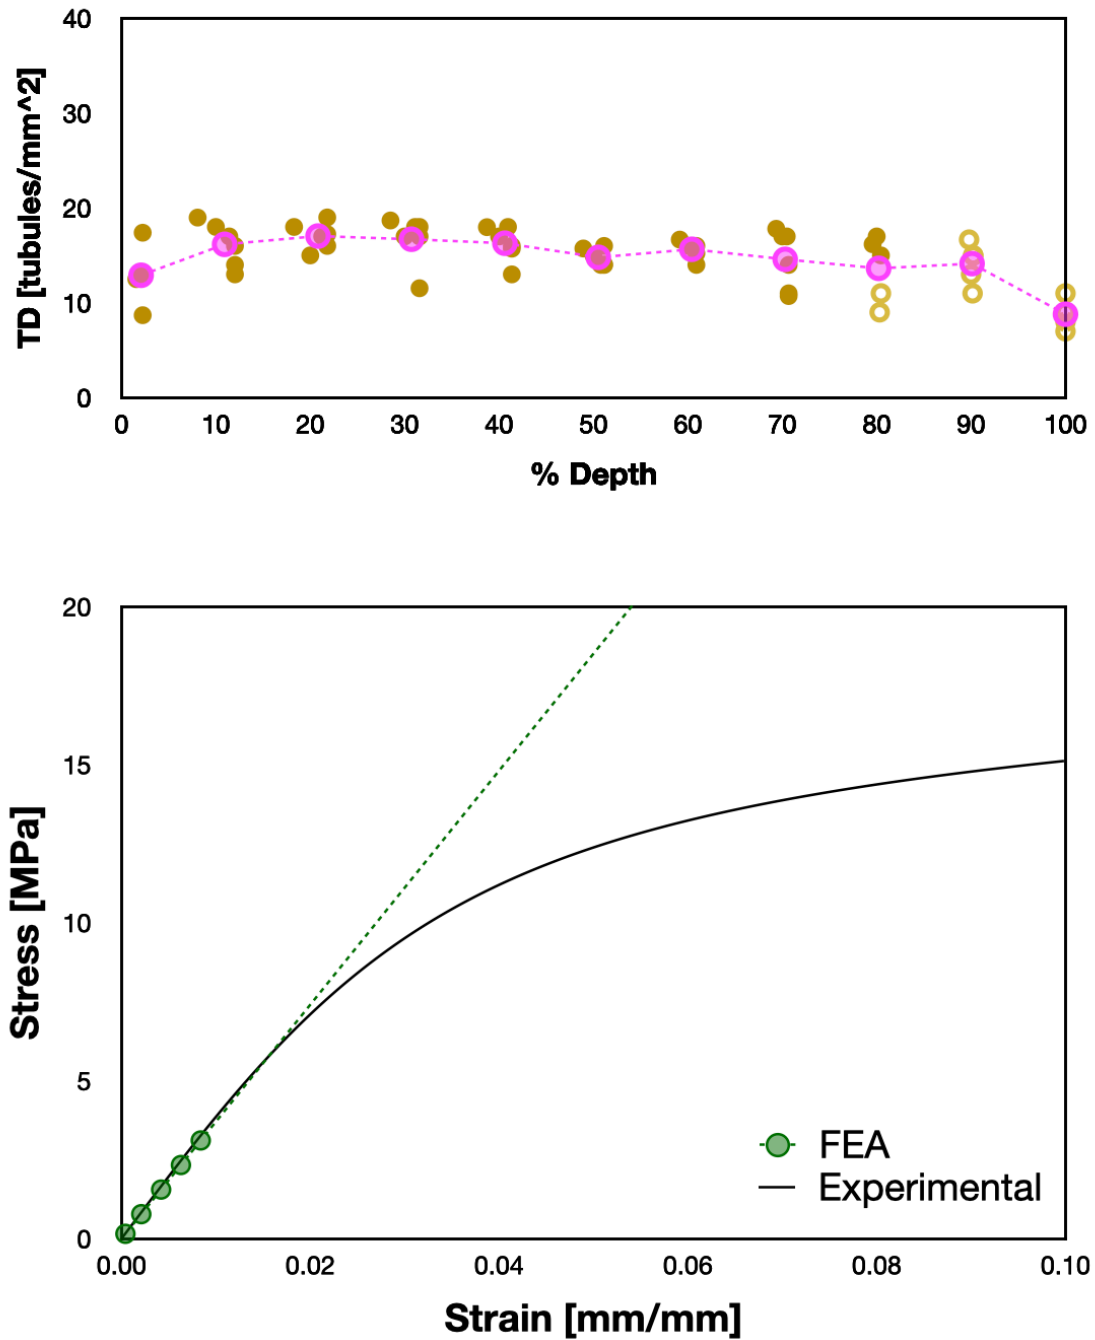 40
30
20
10
0
TD [tubules/mm^2]
0 10 20 30 40 50 60 70 80 90 100
% Depth
20
15
10
5
0
Stress [MPa]
FEA
Experimental
0.00 0.02 0.04 0.06 0.08 0.10
Strain [mm/mm]